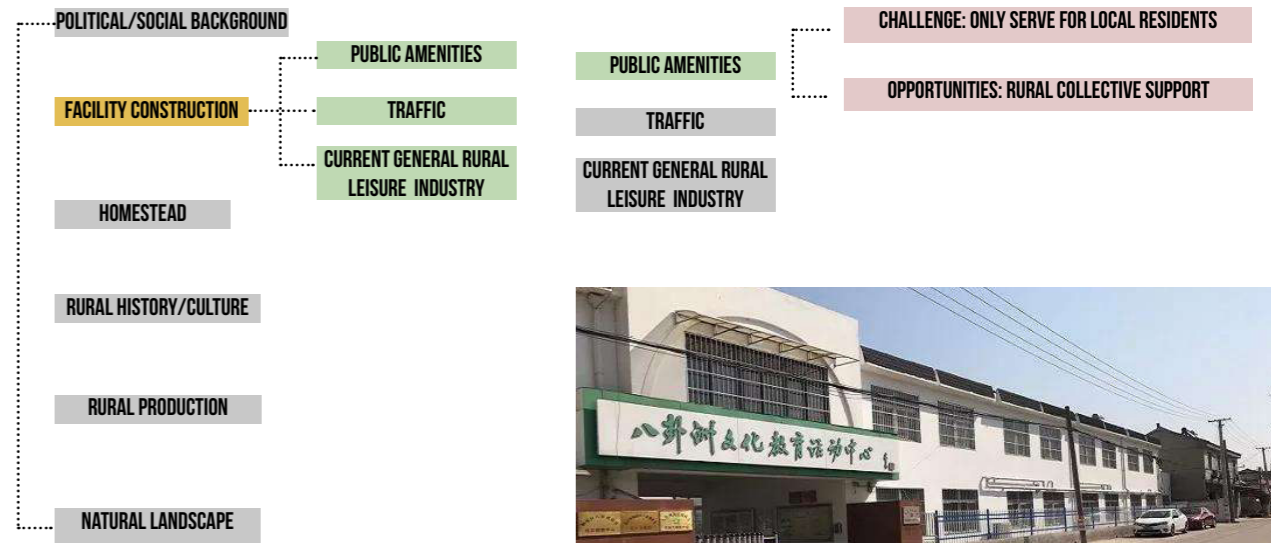 POLITICAL/SOCIAL BACKGROUND
FACILITY CONSTRUCTION
HOMESTEAD
RURAL HISTORY/CULTURE
RURAL PRODUCTION
NATURAL LANDSCAPE
PUBLIC AMENITIES
TRAFFIC
CURRENT GENERAL RURAL
LEISURE INDUSTRY
PUBLIC AMENITIES
TRAFFIC
CURRENT GENERAL RURAL
LEISURE INDUSTRY
CHALLENGE: ONLY SERVE FOR LOCAL RESIDENTS
OPPORTUNITIES: RURAL COLLECTIVE SUPPORT
八卦洲文化教育活动中心